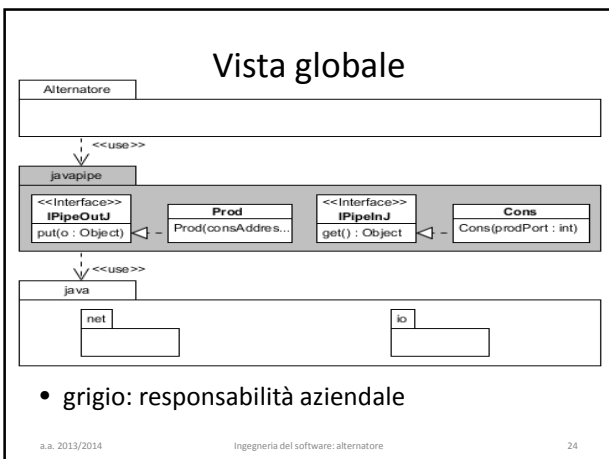 Vista globale
Alternatore
<<use>>
javapipe
<<Interface>>
IPipeOutJ
put(o : Object)
Prod
Prod(consAddres...
<<Interface>>
IPipeInJ
get() : Object
Cons
Cons(prodPort : int)
<<use>>
java
net
io
• grigio: responsabilità aziendale
a.a. 2013/2014
Ingegneria del software: alternatore
24